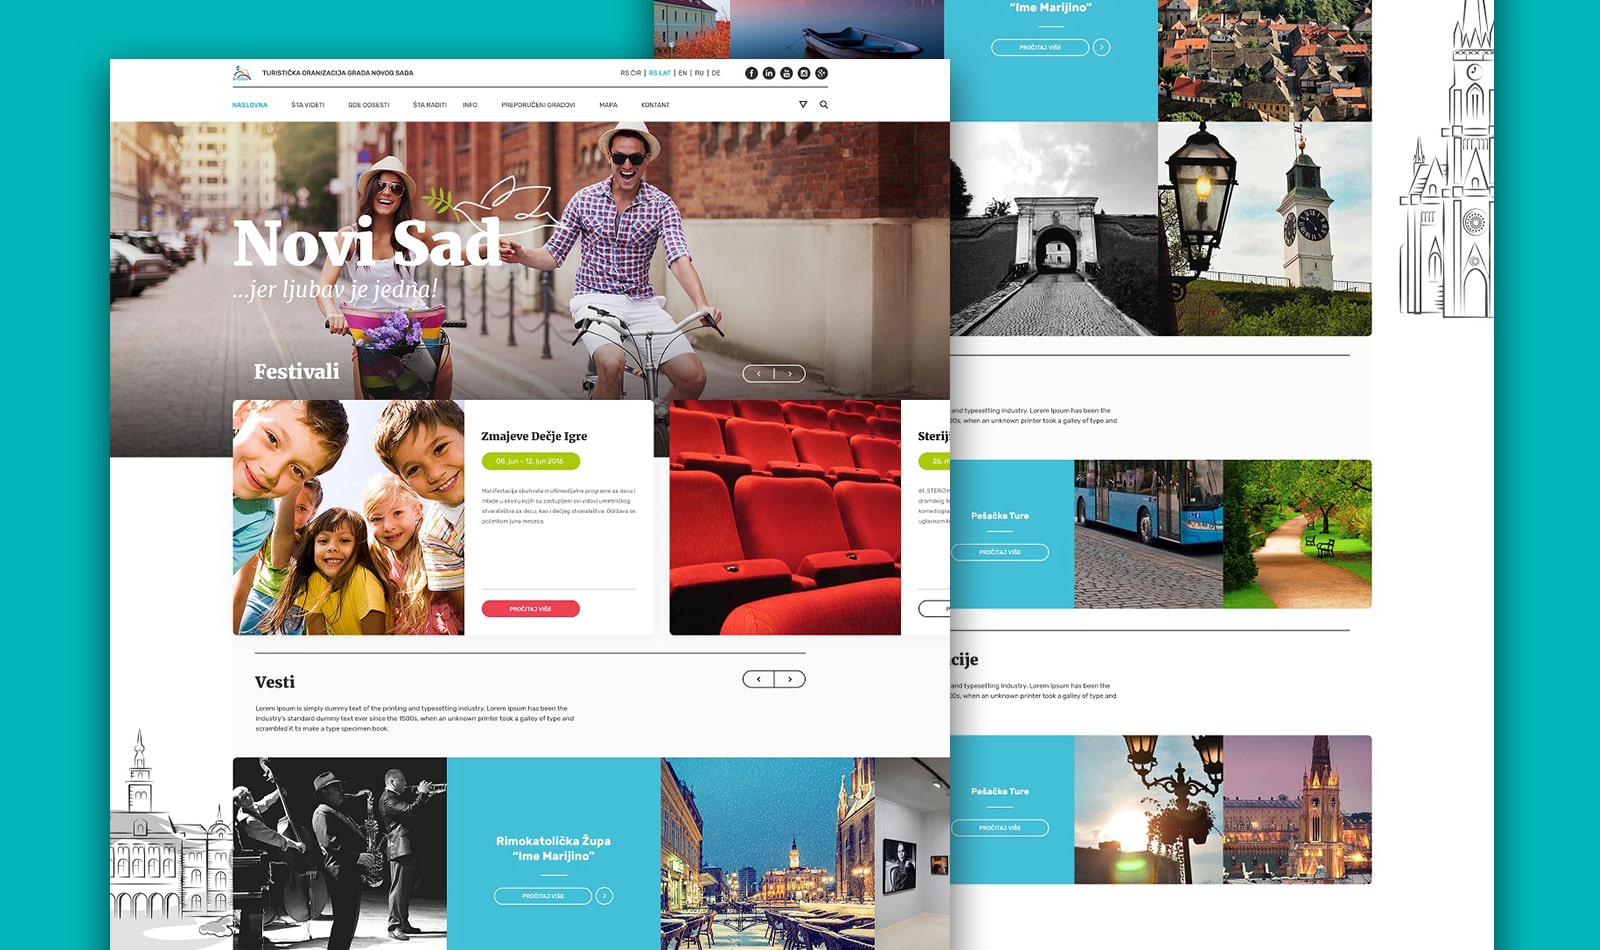 TURISTIČKA ORANIZACIJA GRADA NOVOG SADA
RS ĆIR | RS LAT | EN | RU | DE
NASLOVNA ŠTA VIDETI GDE ODSESTI ŠTA RADITI INFO PREPORUČENI GRADOVI MAPA KONTANT
Novi Sad
...jer ljubav je jedna!
Festivali
Zmajeve Dečje Igre
08. jun - 12. jun 2016
Manifestacija obuhvata multimedijalne programe za decu i
mlade u okviru kojih su zastupljeni svi vidovi umetničkog
stvaralaštva za decu, kao i dečjeg stvaralaštva. Održava se
početkom juna meseca.
PROČITAJ VIŠE
Sterij
26. m
61. STERIJIN
dramskog te
komediogra
uglavnom k
P
Vesti
Lorem Ipsum is simply dummy text of the printing and typesetting industry. Lorem Ipsum has been the
industry's standard dummy text ever since the 1500s, when an unknown printer took a galley of type and
scrambled it to make a type specimen book.
Rimokatolička Župa
“Ime Marijino”
PROČITAJ VIŠE
“Ime Marijino”
PROČITAJ VIŠE
and typesetting industry. Lorem Ipsum has been the
00s, when an unknown printer took a galley of type and
Pešačke Ture
PROČITAJ VIŠE
cije
and typesetting industry. Lorem Ipsum has been the
00s, when an unknown printer took a galley of type and
Pešačke Ture
PROČITAJ VIŠE